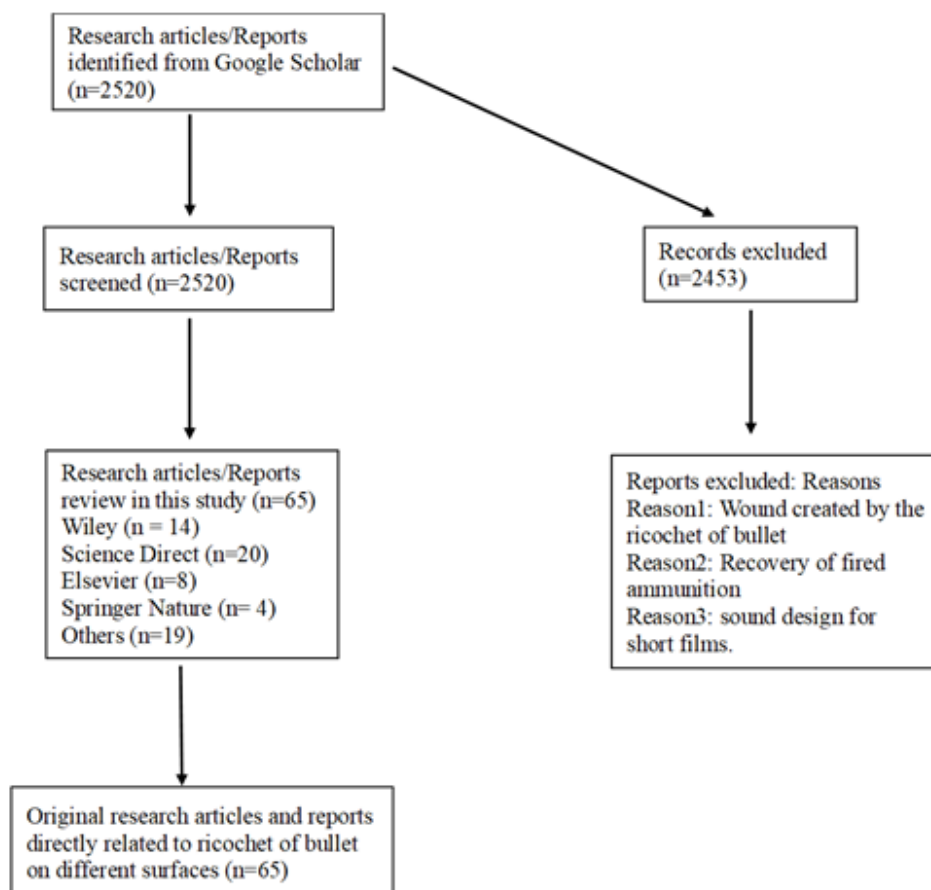 Research articles/Reports
identified from Google Scholar
(n=2520)
Research articles/Reports
screened (n=2520)
Records excluded
(n=2453)
Research articles/Reports
review in this study (n=65)
Wiley (n = 14)
Science Direct (n=20)
Elsevier (n=8)
Springer Nature (n= 4)
Others (n=19)
Reports excluded: Reasons
Reason1: Wound created by the
ricochet of bullet
Reason2: Recovery of fired
ammunition
Reason3: sound design for
short films.
Original research articles and reports
directly related to ricochet of bullet
on different surfaces (n=65)